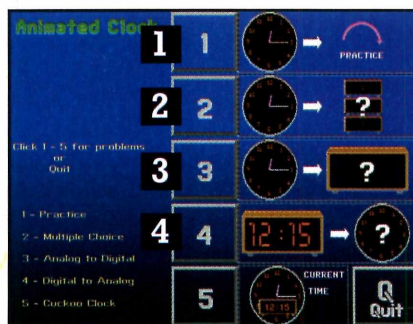 Animated Clock
1 1
PRACTICE
2 2 ?
Click 1 - 5 for problems
or
Quit
3 3 ?
1 - Practice
2 - Multiple Choice
3 - Analog to Digital
4 - Digital to Analog
5 - Cuckoo Clock
4 4 12:15 ?
5 12:15 CURRENT
TIME
Q
Quit